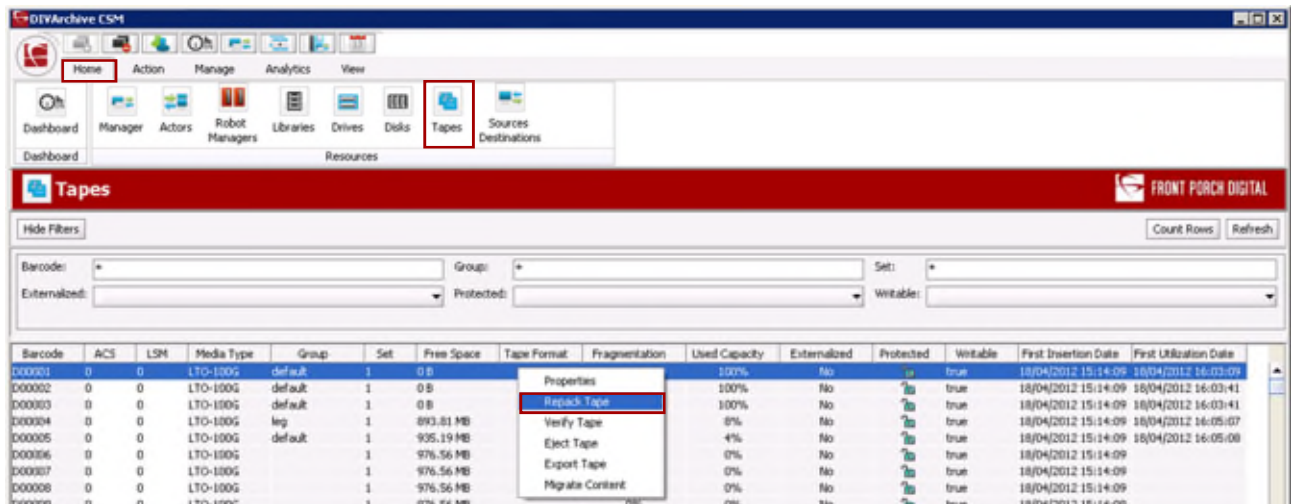 DIVArchive CSM
Home Action Manage Analytics View
Dashboard Manager Actors Robot Managers Libraries Drives Disks Tapes Sources Destinations
Dashboard Resources
Tapes FRONT PORCH DIGITAL
Hide Filters Count Rows Refresh
Barcode: * Group: * Set: *
Externalized: Protected: Writable:
Barcode ACS LSM Media Type Group Set Free Space Tape Format Fragmentation Used Capacity Externalized Protected Writable First Insertion Date First Utilization Date
D00001 0 0 LTO-100G default 1 0 B 100% No true 18/04/2012 15:14:09 18/04/2012 16:03:09
D00002 0 0 LTO-100G default 1 0 B Properties 100% No true 18/04/2012 15:14:09 18/04/2012 16:03:41
D00003 0 0 LTO-100G default 1 0 B Repack Tape 100% No true 18/04/2012 15:14:09 18/04/2012 16:03:41
D00004 0 0 LTO-100G leg 1 893.81 MB Verify Tape 8% No true 18/04/2012 15:14:09 18/04/2012 16:05:07
D00005 0 0 LTO-100G default 1 935.19 MB Eject Tape 4% No true 18/04/2012 15:14:09 18/04/2012 16:05:08
D00006 0 0 LTO-100G 1 976.56 MB Export Tape 0% No true 18/04/2012 15:14:09
D00007 0 0 LTO-100G 1 976.56 MB 0% No true 18/04/2012 15:14:09
D00008 0 0 LTO-100G 1 976.56 MB Migrate Content 0% No true 18/04/2012 15:14:09